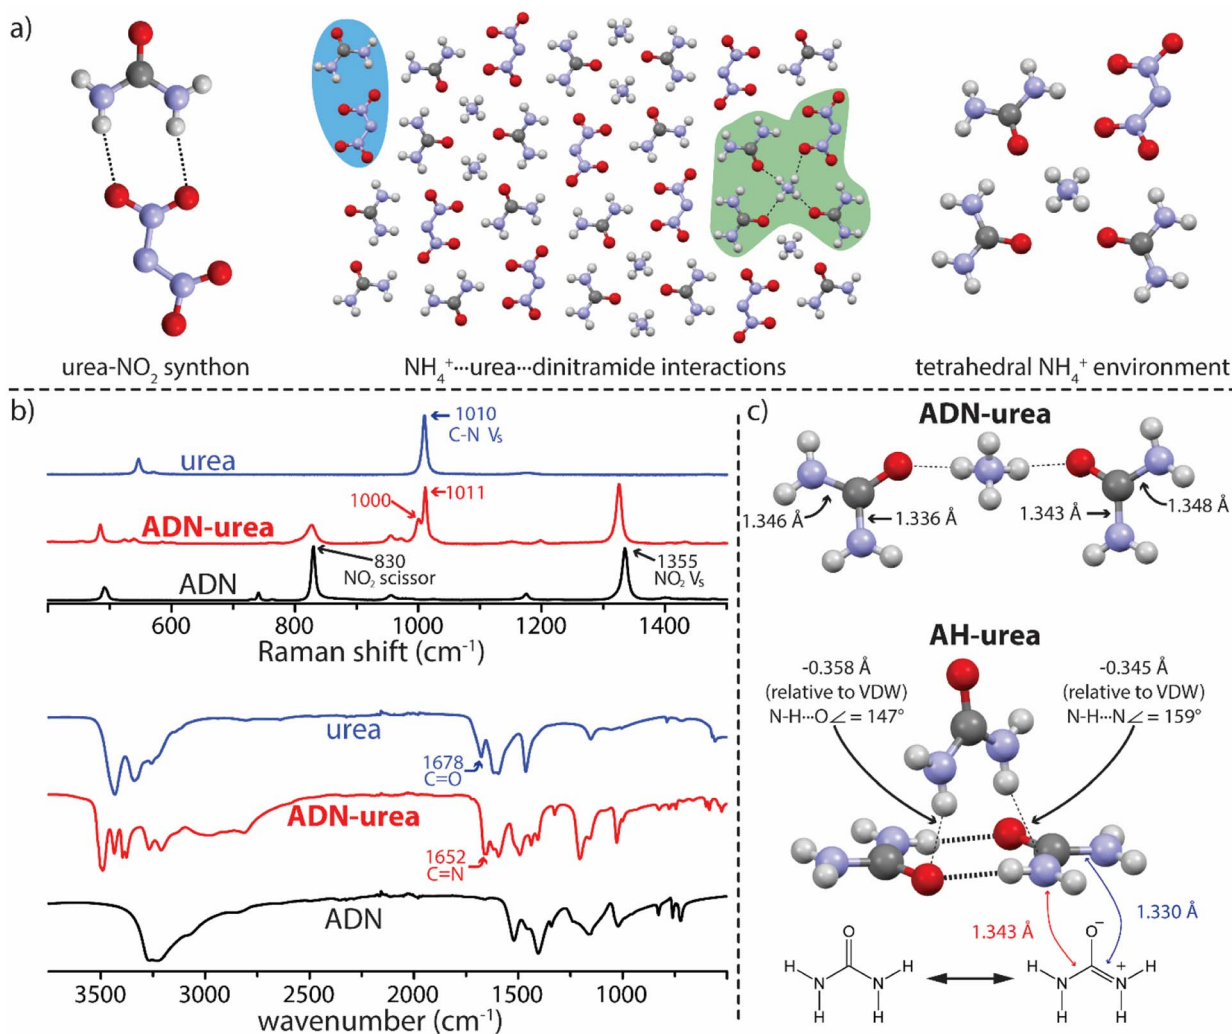 a)
urea-NO₂ synthon
NH₄⁺···urea···dinitramide interactions
tetrahedral NH₄⁺ environment
b)
urea
1010
C-N Vₛ
ADN-urea
1000
1011
ADN
830
NO₂ scissor
1355
NO₂ Vₛ
600
800
1000
1200
1400
Raman shift (cm⁻¹)
urea
1678
C=O
ADN-urea
1652
C=N
ADN
3750
3500
2750
2500
2000
1500
1000
wavenumber (cm⁻¹)
c)
ADN-urea
1.346 Å
1.336 Å
1.343 Å
1.348 Å
AH-urea
-0.358 Å
(relative to VDW)
N-H···O∠ = 147°
-0.345 Å
(relative to VDW)
N-H···N∠ = 159°
1.343 Å
1.330 Å
O
H N N H
H H
O⁻
H N N⁺ H
H H